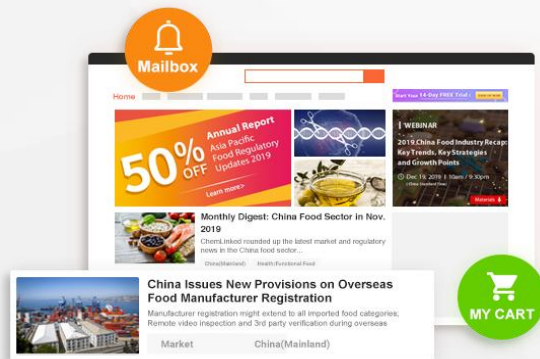 Mailbox
Home
Start Your 14-Day FREE Trial
50% OFF
Annual Report
Asia Pacific
Food Regulatory
Updates 2019
Learn more>
WEBINAR
2019 China Food Industry Recap:
Key Trends, Key Strategies
and Growth Points
Dec 19, 2019 | 10am / 9:30pm
(China Standard Time)
Materials
Monthly Digest: China Food Sector in Nov.
2019
ChemLinked rounded up the latest market and regulatory
news in the China food sector...
China(Mainland) Health/Functional Food
China Issues New Provisions on Overseas
Food Manufacturer Registration
Manufacturer registration might extend to all imported food categories;
Remote video inspection and 3rd party verification during overseas
Market China(Mainland)
MY CART